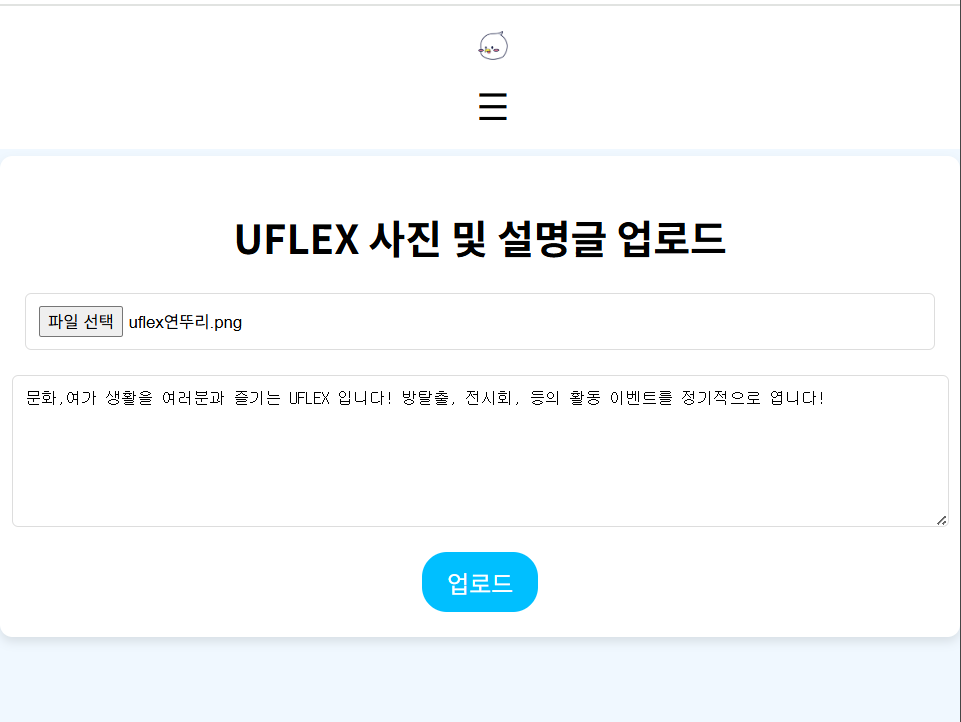 UFLEX 사진 및 설명글 업로드
파일 선택 uflex연뚜리.png
문화,여가 생활을 여러분과 즐기는 UFLEX 입니다! 방탈출, 전시회, 등의 활동 이벤트를 정기적으로 엽니다!
업로드